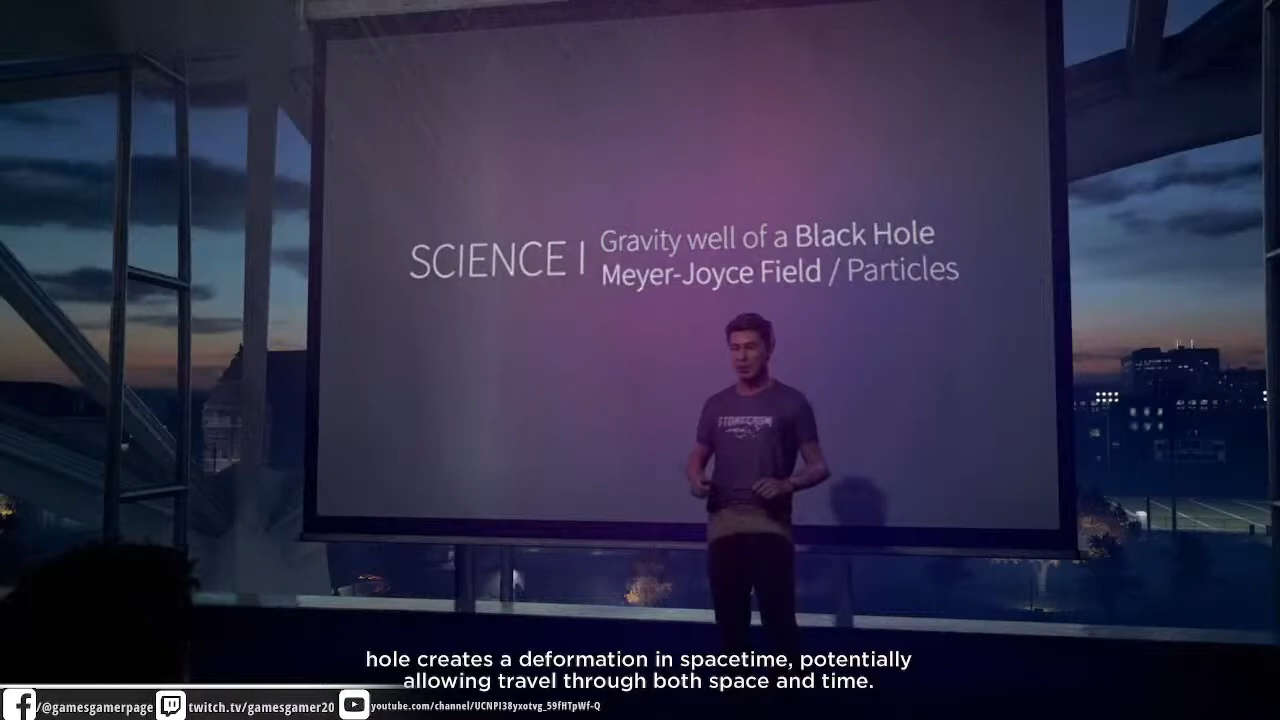 SCIENCE |
Gravity well of a Black Hole
Meyer-Joyce Field / Particles
hole creates a deformation in spacetime, potentially
allowing travel through both space and time.
/@gamesgamerpage
twitch.tv/gamesgamer20
youtube.com/channel/UCNPI38yxotvg_59fHTpWf-Q